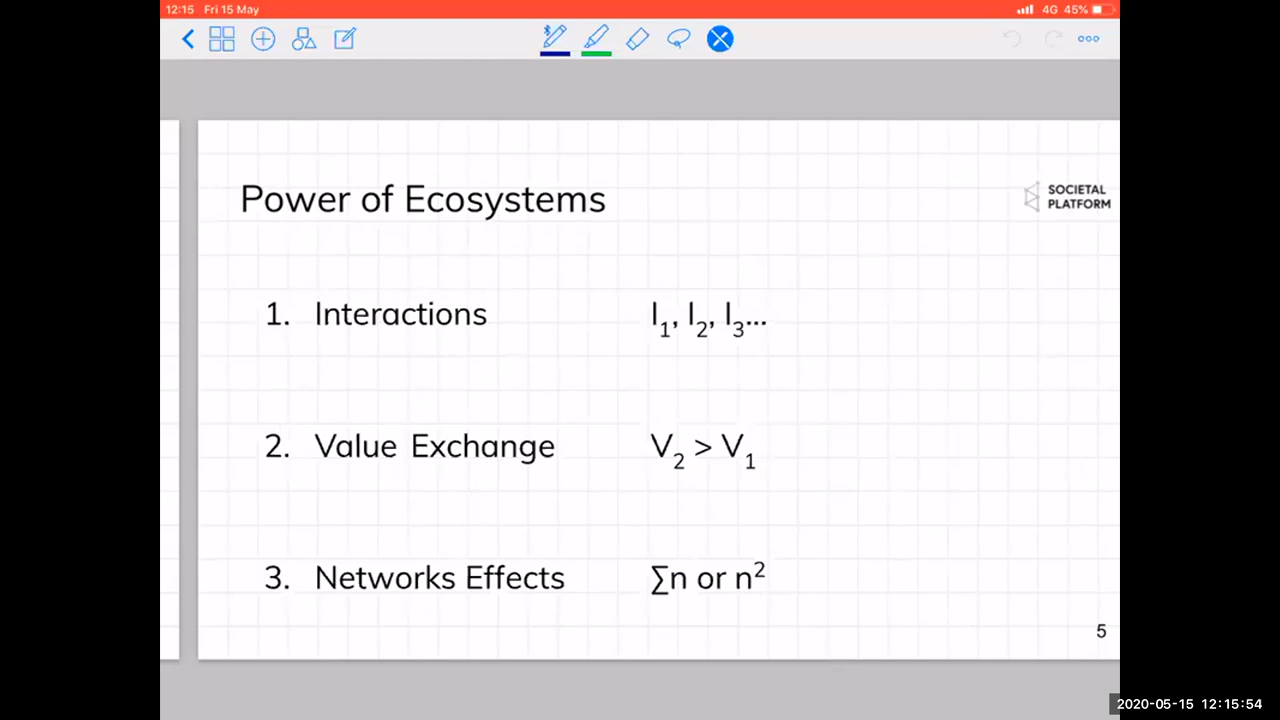 12:15 Fri 15 May 4G 45%
Power of Ecosystems
SOCIETAL
PLATFORM
1. Interactions I₁, I₂, I₃...
2. Value Exchange V₂ > V₁
3. Networks Effects ∑n or n²
5
2020-05-15 12:15:54